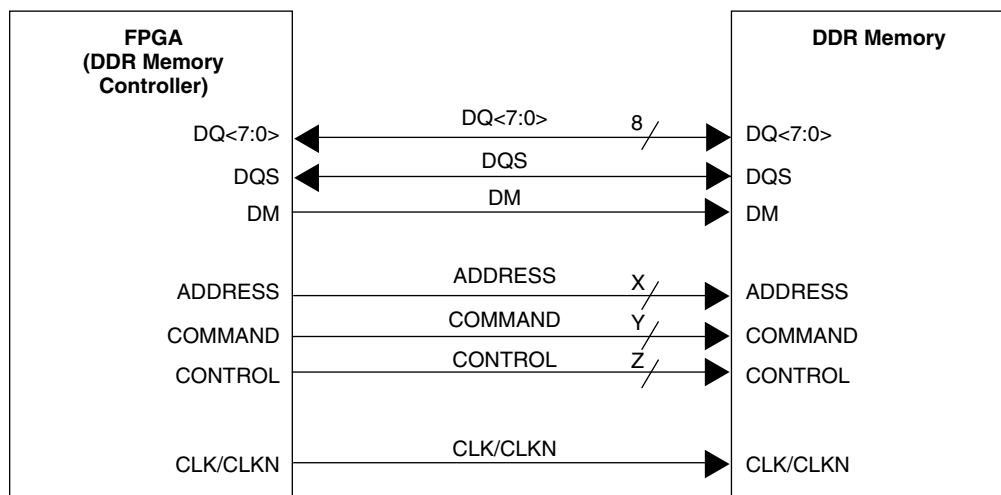 FPGA
(DDR Memory
Controller)
DDR Memory
DQ<7:0>
DQ<7:0>
8
DQ<7:0>
DQS
DQS
DQS
DM
DM
DM
ADDRESS
ADDRESS
X
ADDRESS
COMMAND
COMMAND
Y
COMMAND
CONTROL
CONTROL
Z
CONTROL
CLK/CLKN
CLK/CLKN
CLK/CLKN